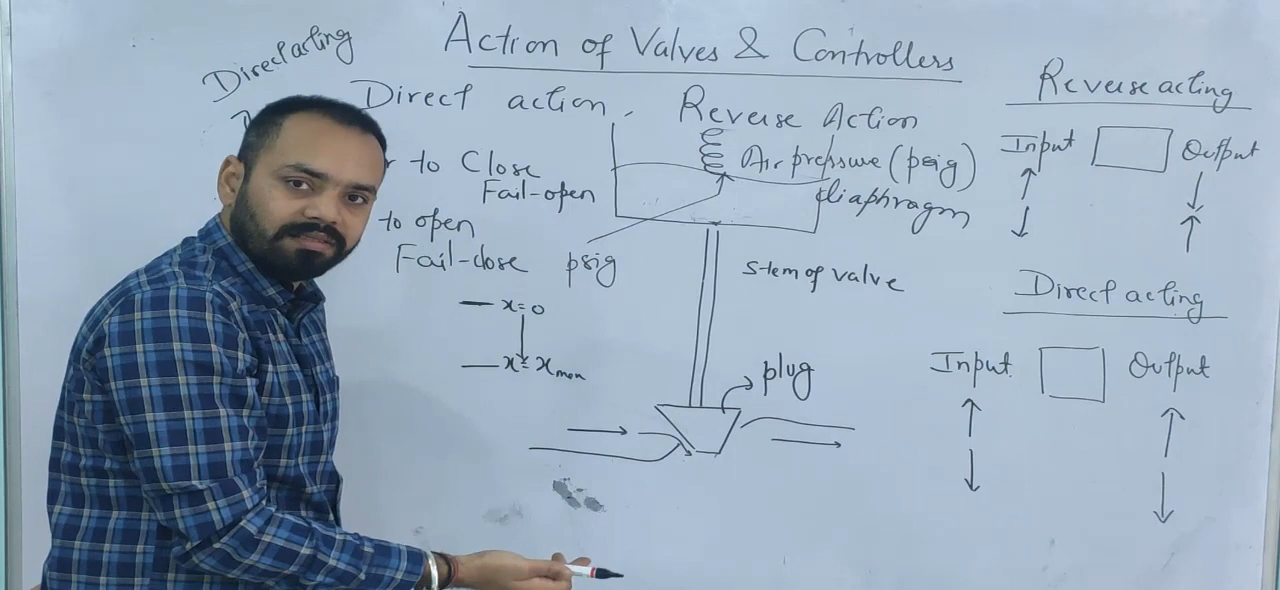 Action of Valves & Controllers
Direct acting
Direct action, Reverse Action
to Close
Fail-open
to open
Fail-close
psig
Air pressure (psig)
diaphragm
x=0
x=xmax
stem of valve
plug
Reverse acting
Input Output
Direct acting
Input Output